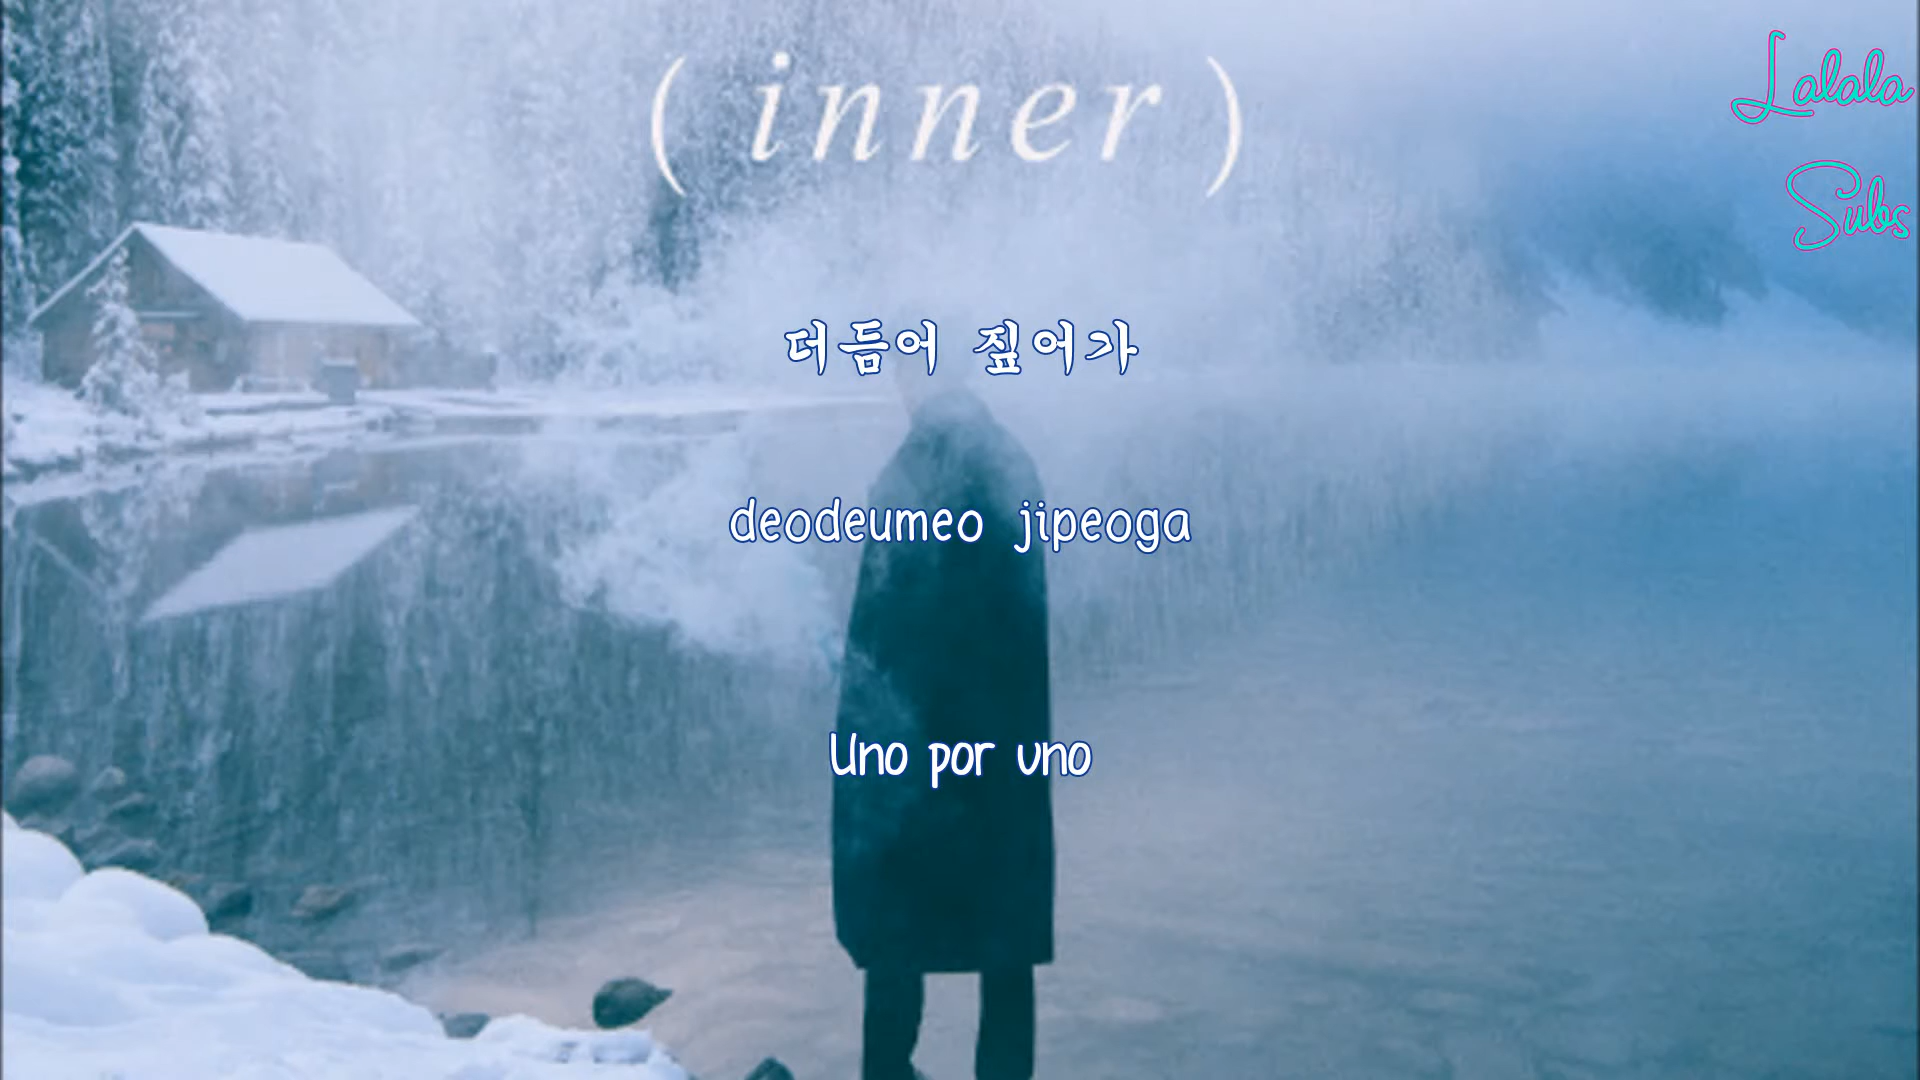 ( inner )
Lalala
Subs
더듬어 짚어가
deodeumeo jipeoga
Uno por uno